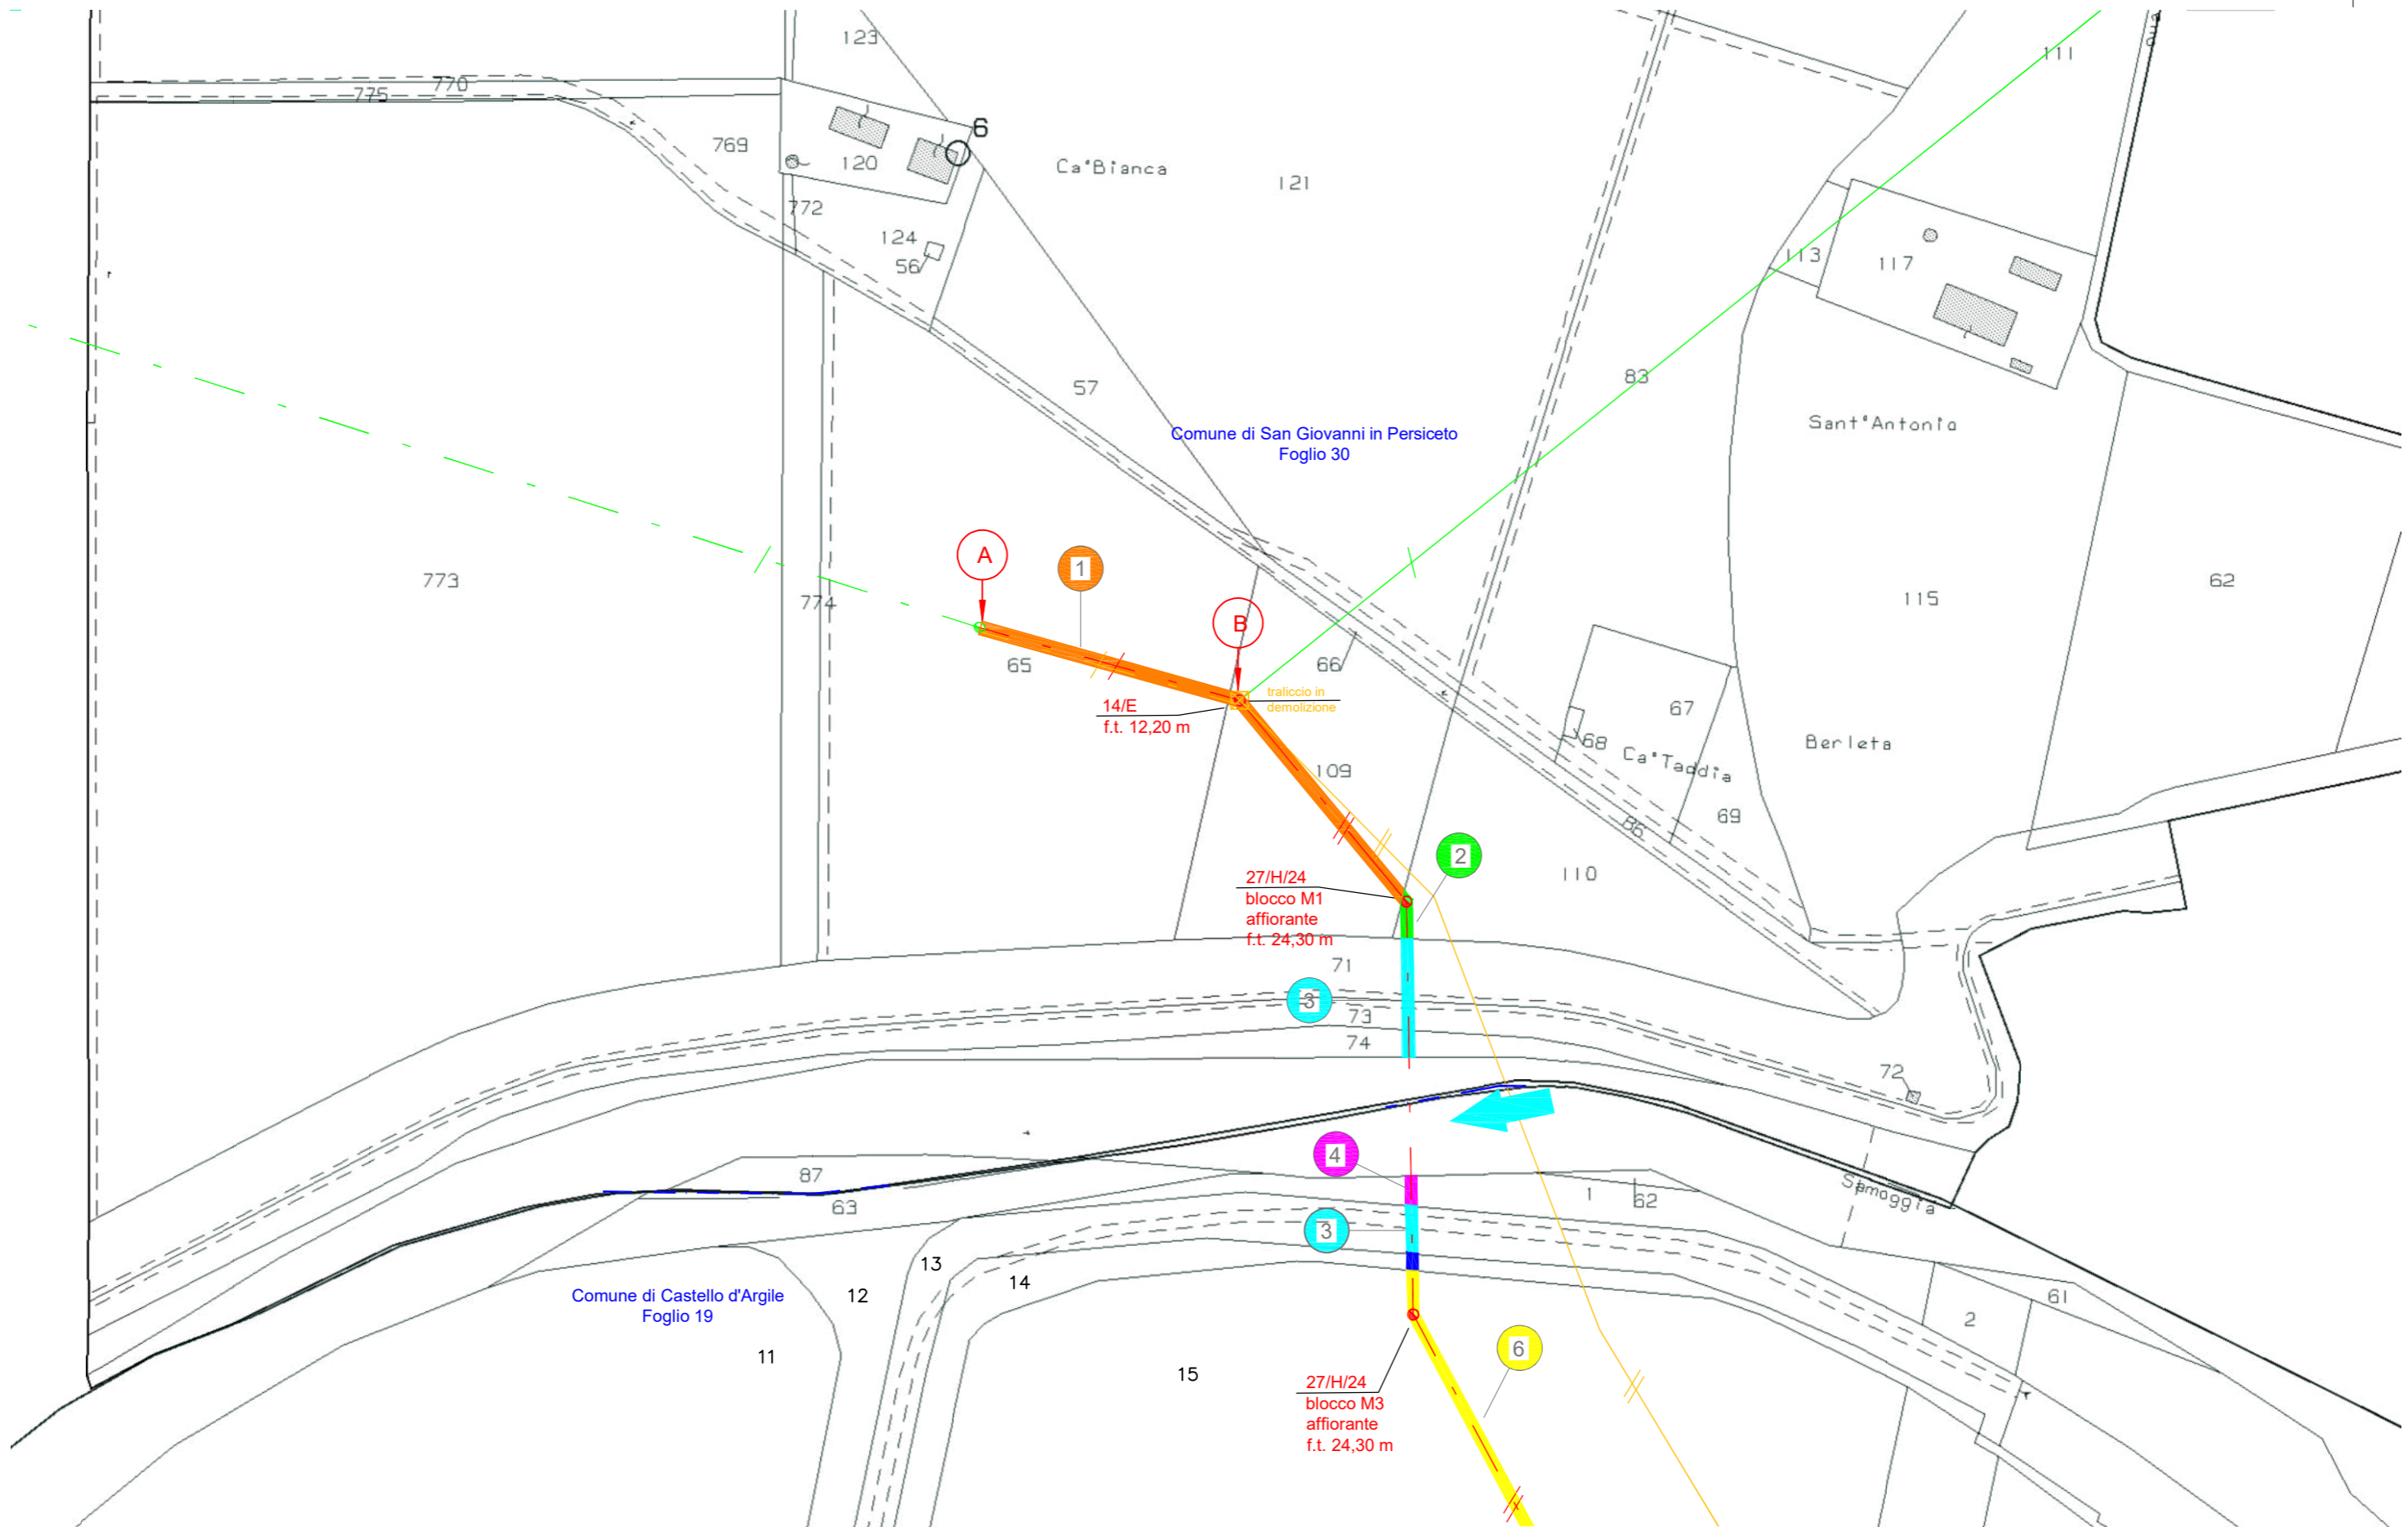 123
111
770
775
6
769
120
Ca'Bianca
121
772
124
56
113
117
57
83
Sant'Antonio
Comune di San Giovanni in Persiceto
Foglio 30
A
1
773
62
774
115
B
65
66
traliccio in
demolizione
14/E
f.t. 12,20 m
67
68
Ca'Taddia
Berleta
109
69
86
2
27/H/24
blocco M1
affiorante
f.t. 24,30 m
110
71
3
73
74
72
4
87
63
1
62
Samoggia
3
13
14
12
Comune di Castello d'Argile
Foglio 19
61
2
11
6
15
27/H/24
blocco M3
affiorante
f.t. 24,30 m